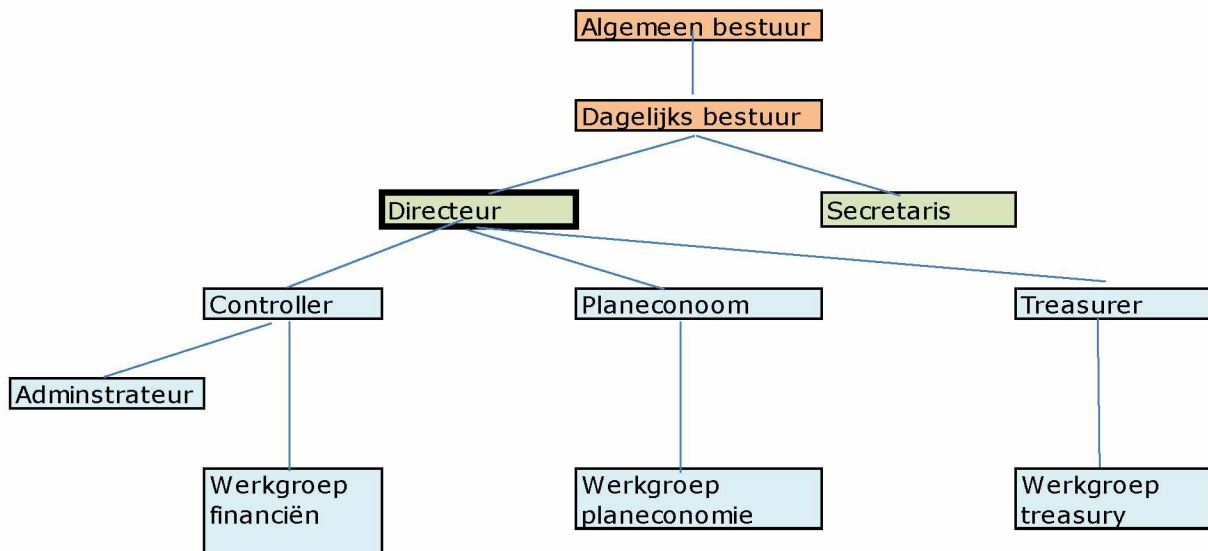 Algemeen bestuur
Dagelijks bestuur
Directeur
Secretaris
Controller
Planeconoom
Treasurer
Adminstrateur
Werkgroep
financiën
Werkgroep
planeconomie
Werkgroep
treasury